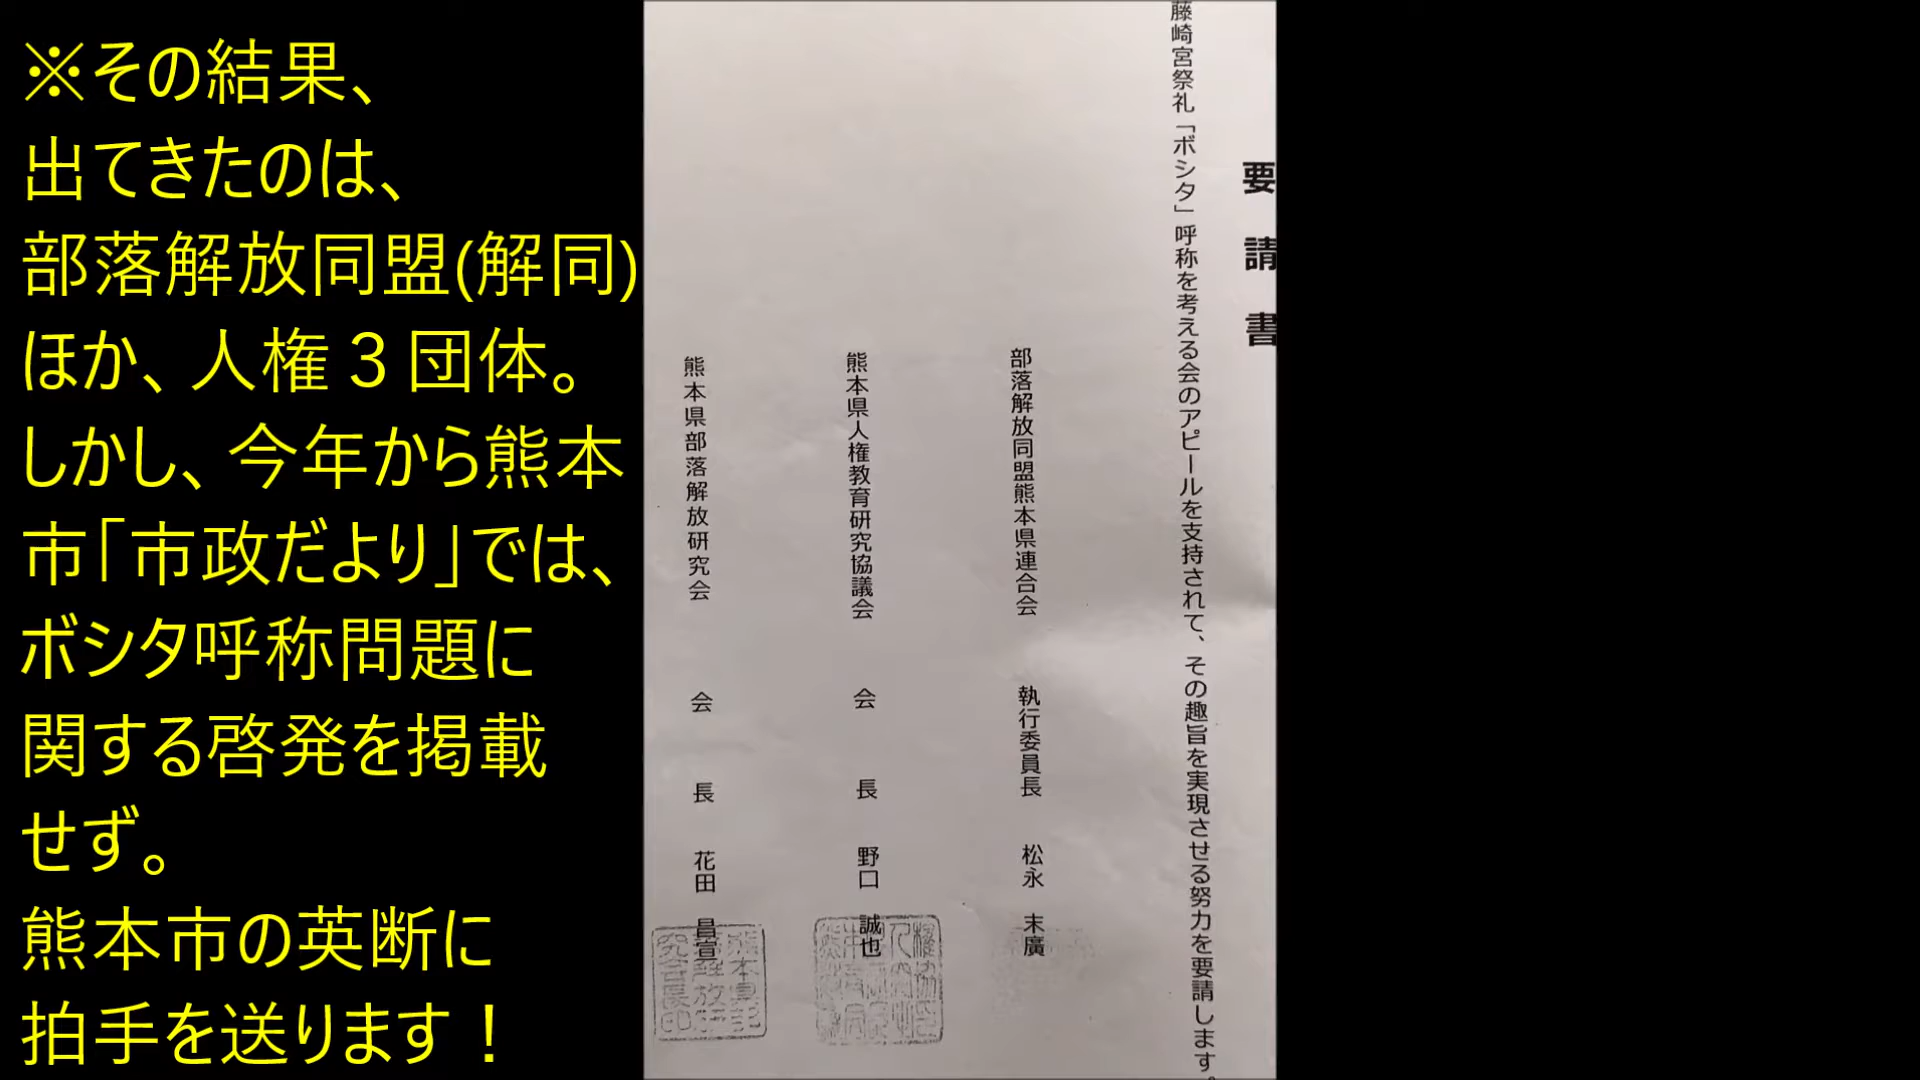 ※その結果、
出てきたのは、
部落解放同盟(解同)
ほか、人権3団体。
しかし、今年から熊本
市「市政だより」では、
ボシタ呼称問題に
関する啓発を掲載
せず。
熊本市の英断に
拍手を送ります！
要請書
藤崎宮祭礼「ボシタ」呼称を考える会のアピールを支持されて、その趣旨を実現させる努力を要請します。
部落解放同盟熊本県連合会 執行委員長 松永 末廣
熊本県人権教育研究協議会 会長 野口 誠也
熊本県部落解放研究会 会長 花田 昌宣